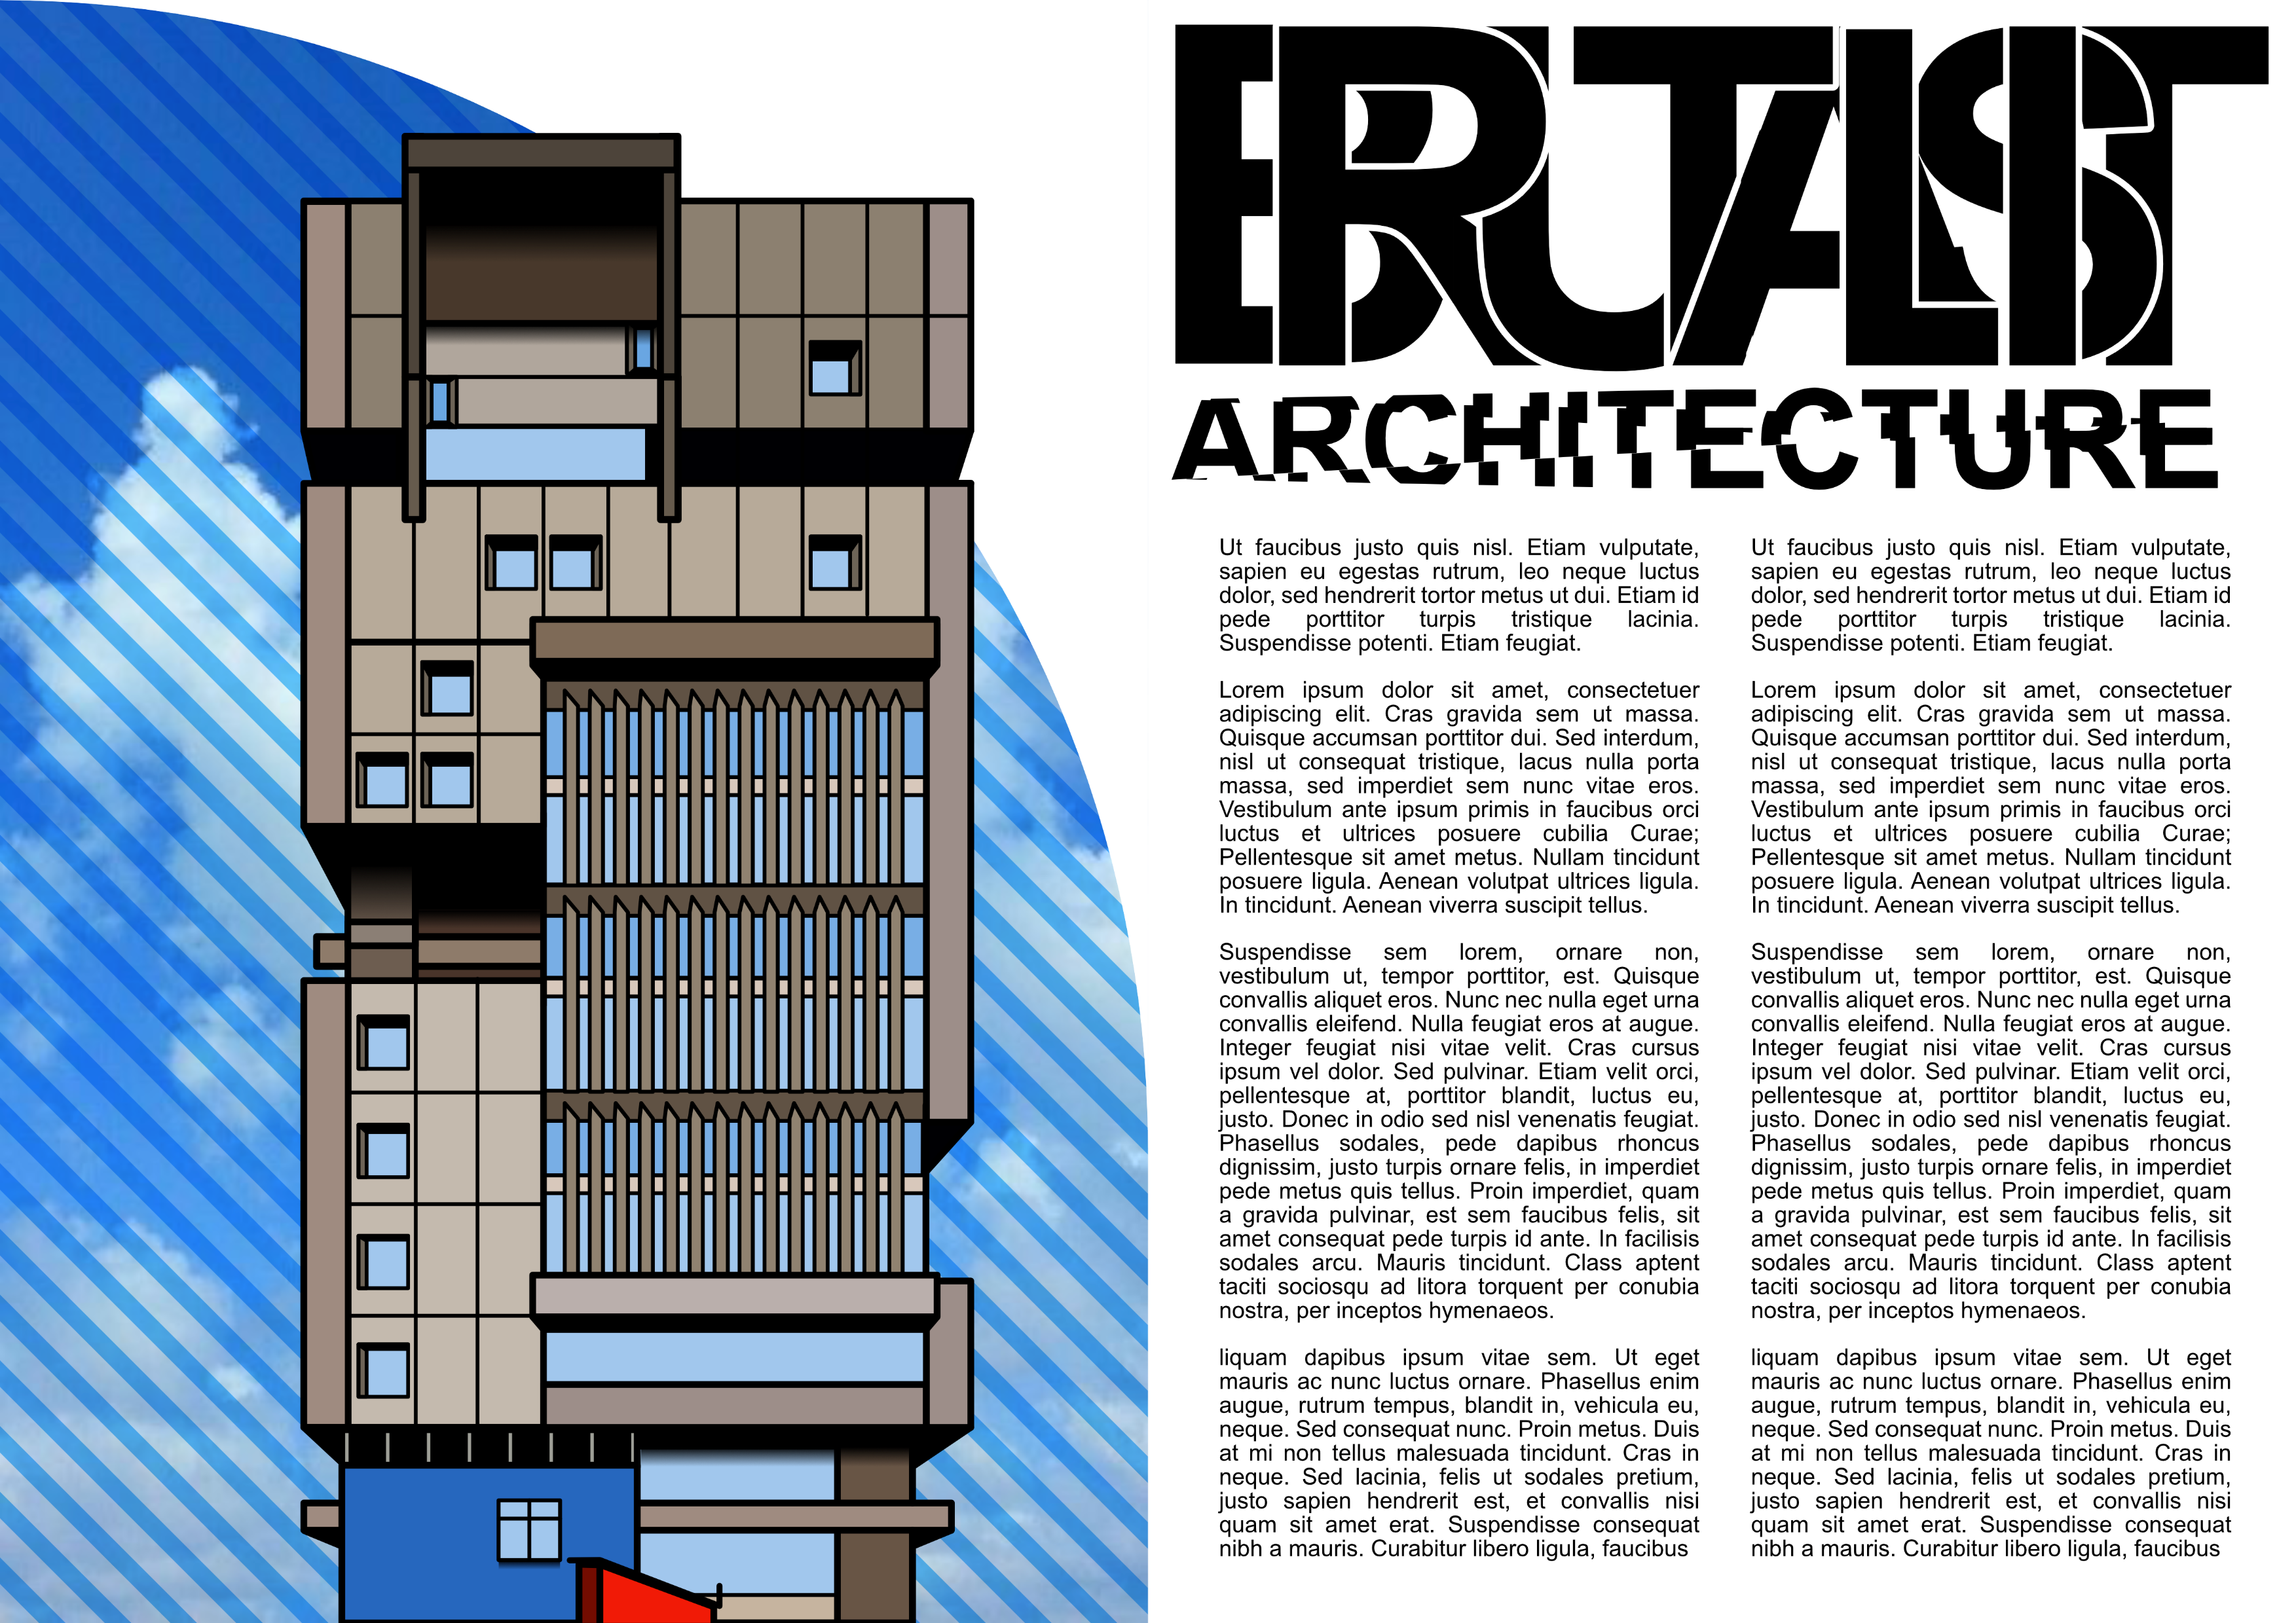 BRUTALIST
ARCHITECTURE
Ut faucibus justo quis nisl. Etiam vulputate,
sapien eu egestas rutrum, leo neque luctus
dolor, sed hendrerit tortor metus ut dui. Etiam id
pede porttitor turpis tristique lacinia.
Suspendisse potenti. Etiam feugiat.
Lorem ipsum dolor sit amet, consectetuer
adipiscing elit. Cras gravida sem ut massa.
Quisque accumsan porttitor dui. Sed interdum,
nisl ut consequat tristique, lacus nulla porta
massa, sed imperdiet sem nunc vitae eros.
Vestibulum ante ipsum primis in faucibus orci
luctus et ultrices posuere cubilia Curae;
Pellentesque sit amet metus. Nullam tincidunt
posuere ligula. Aenean volutpat ultrices ligula.
In tincidunt. Aenean viverra suscipit tellus.
Suspendisse sem lorem, ornare non,
vestibulum ut, tempor porttitor, est. Quisque
convallis aliquet eros. Nunc nec nulla eget urna
convallis eleifend. Nulla feugiat eros at augue.
Integer feugiat nisi vitae velit. Cras cursus
ipsum vel dolor. Sed pulvinar. Etiam velit orci,
pellentesque at, porttitor blandit, luctus eu,
justo. Donec in odio sed nisl venenatis feugiat.
Phasellus sodales, pede dapibus rhoncus
dignissim, justo turpis ornare felis, in imperdiet
pede metus quis tellus. Proin imperdiet, quam
a gravida pulvinar, est sem faucibus felis, sit
amet consequat pede turpis id ante. In facilisis
sodales arcu. Mauris tincidunt. Class aptent
taciti sociosqu ad litora torquent per conubia
nostra, per inceptos hymenaeos.
liquam dapibus ipsum vitae sem. Ut eget
mauris ac nunc luctus ornare. Phasellus enim
augue, rutrum tempus, blandit in, vehicula eu,
neque. Sed consequat nunc. Proin metus. Duis
at mi non tellus malesuada tincidunt. Cras in
neque. Sed lacinia, felis ut sodales pretium,
justo sapien hendrerit est, et convallis nisi
quam sit amet erat. Suspendisse consequat
nibh a mauris. Curabitur libero ligula, faucibus
Ut faucibus justo quis nisl. Etiam vulputate,
sapien eu egestas rutrum, leo neque luctus
dolor, sed hendrerit tortor metus ut dui. Etiam id
pede porttitor turpis tristique lacinia.
Suspendisse potenti. Etiam feugiat.
Lorem ipsum dolor sit amet, consectetuer
adipiscing elit. Cras gravida sem ut massa.
Quisque accumsan porttitor dui. Sed interdum,
nisl ut consequat tristique, lacus nulla porta
massa, sed imperdiet sem nunc vitae eros.
Vestibulum ante ipsum primis in faucibus orci
luctus et ultrices posuere cubilia Curae;
Pellentesque sit amet metus. Nullam tincidunt
posuere ligula. Aenean volutpat ultrices ligula.
In tincidunt. Aenean viverra suscipit tellus.
Suspendisse sem lorem, ornare non,
vestibulum ut, tempor porttitor, est. Quisque
convallis aliquet eros. Nunc nec nulla eget urna
convallis eleifend. Nulla feugiat eros at augue.
Integer feugiat nisi vitae velit. Cras cursus
ipsum vel dolor. Sed pulvinar. Etiam velit orci,
pellentesque at, porttitor blandit, luctus eu,
justo. Donec in odio sed nisl venenatis feugiat.
Phasellus sodales, pede dapibus rhoncus
dignissim, justo turpis ornare felis, in imperdiet
pede metus quis tellus. Proin imperdiet, quam
a gravida pulvinar, est sem faucibus felis, sit
amet consequat pede turpis id ante. In facilisis
sodales arcu. Mauris tincidunt. Class aptent
taciti sociosqu ad litora torquent per conubia
nostra, per inceptos hymenaeos.
liquam dapibus ipsum vitae sem. Ut eget
mauris ac nunc luctus ornare. Phasellus enim
augue, rutrum tempus, blandit in, vehicula eu,
neque. Sed consequat nunc. Proin metus. Duis
at mi non tellus malesuada tincidunt. Cras in
neque. Sed lacinia, felis ut sodales pretium,
justo sapien hendrerit est, et convallis nisi
quam sit amet erat. Suspendisse consequat
nibh a mauris. Curabitur libero ligula, faucibus